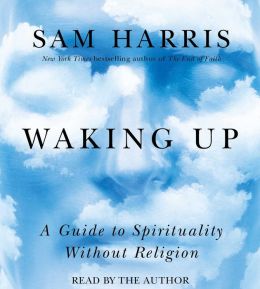 SAM HARRIS
New York Times bestselling author of The End of Faith
WAKING UP
A Guide to Spirituality
Without Religion
READ BY THE AUTHOR